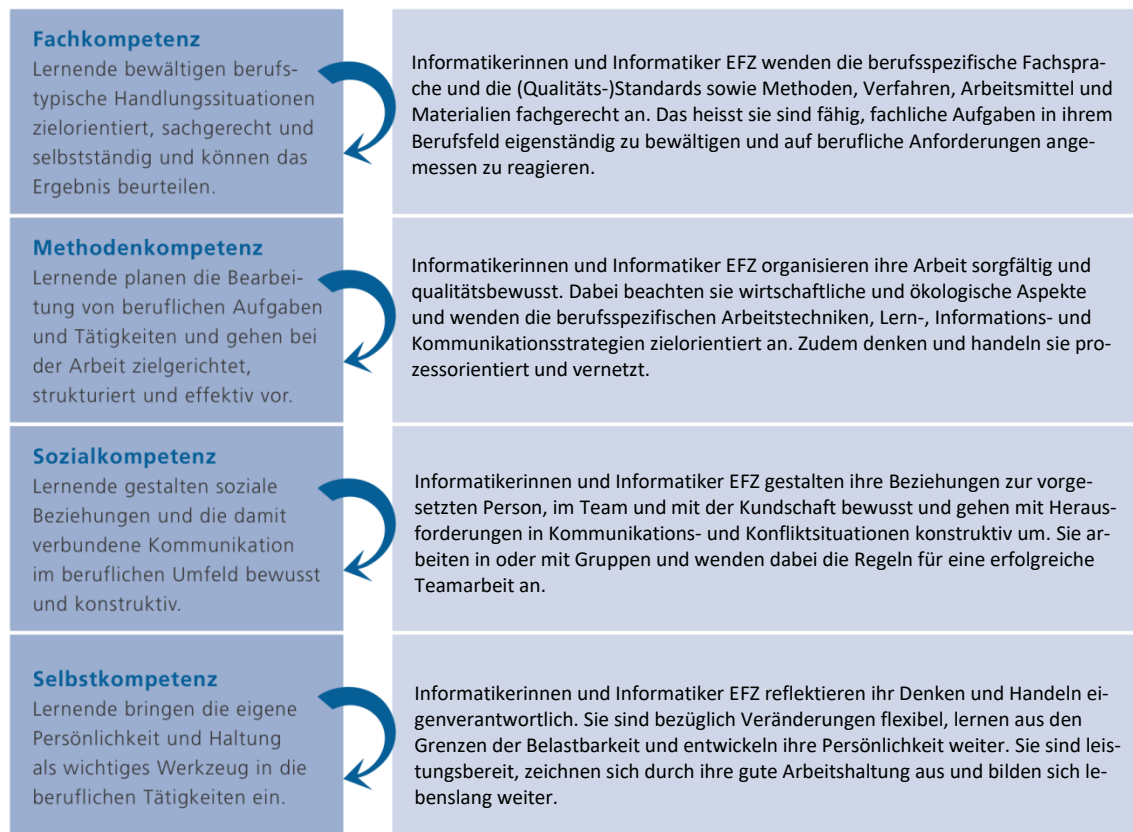 Fachkompetenz
Lernende bewältigen berufs-
typische Handlungssituationen
zielorientiert, sachgerecht und
selbstständig und können das
Ergebnis beurteilen.
Informatikerinnen und Informatiker EFZ wenden die berufsspezifische Fachspra-
che und die (Qualitäts-)Standards sowie Methoden, Verfahren, Arbeitsmittel und
Materialien fachgerecht an. Das heisst sie sind fähig, fachliche Aufgaben in ihrem
Berufsfeld eigenständig zu bewältigen und auf berufliche Anforderungen ange-
messen zu reagieren.
Methodenkompetenz
Lernende planen die Bearbei-
tung von beruflichen Aufgaben
und Tätigkeiten und gehen bei
der Arbeit zielgerichtet,
strukturiert und effektiv vor.
Informatikerinnen und Informatiker EFZ organisieren ihre Arbeit sorgfältig und
qualitätsbewusst. Dabei beachten sie wirtschaftliche und ökologische Aspekte
und wenden die berufsspezifischen Arbeitstechniken, Lern-, Informations- und
Kommunikationsstrategien zielorientiert an. Zudem denken und handeln sie pro-
zessorientiert und vernetzt.
Sozialkompetenz
Lernende gestalten soziale
Beziehungen und die damit
verbundene Kommunikation
im beruflichen Umfeld bewusst
und konstruktiv.
Informatikerinnen und Informatiker EFZ gestalten ihre Beziehungen zur vorge-
setzten Person, im Team und mit der Kundschaft bewusst und gehen mit Heraus-
forderungen in Kommunikations- und Konfliktsituationen konstruktiv um. Sie ar-
beiten in oder mit Gruppen und wenden dabei die Regeln für eine erfolgreiche
Teamarbeit an.
Selbstkompetenz
Lernende bringen die eigene
Persönlichkeit und Haltung
als wichtiges Werkzeug in die
beruflichen Tätigkeiten ein.
Informatikerinnen und Informatiker EFZ reflektieren ihr Denken und Handeln ei-
genverantwortlich. Sie sind bezüglich Veränderungen flexibel, lernen aus den
Grenzen der Belastbarkeit und entwickeln ihre Persönlichkeit weiter. Sie sind leis-
tungsbereit, zeichnen sich durch ihre gute Arbeitshaltung aus und bilden sich le-
benslang weiter.